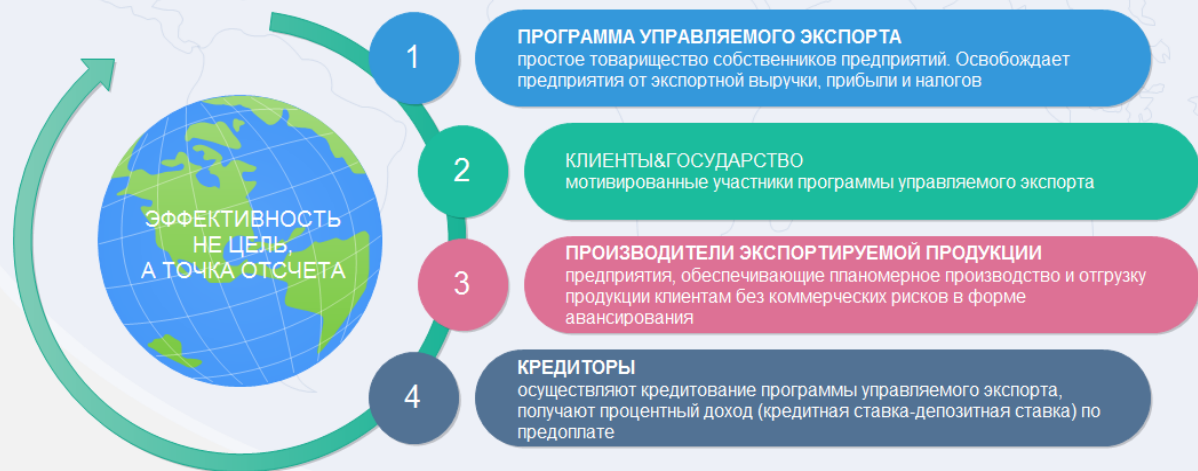 ЭФФЕКТИВНОСТЬ
НЕ ЦЕЛЬ,
А ТОЧКА ОТСЧЕТА
1
ПРОГРАММА УПРАВЛЯЕМОГО ЭКСПОРТА
простое товарищество собственников предприятий. Освобождает
предприятия от экспортной выручки, прибыли и налогов
2
КЛИЕНТЫ&ГОСУДАРСТВО
мотивированные участники программы управляемого экспорта
3
ПРОИЗВОДИТЕЛИ ЭКСПОРТИРУЕМОЙ ПРОДУКЦИИ
предприятия, обеспечивающие планомерное производство и отгрузку
продукции клиентам без коммерческих рисков в форме
авансирования
4
КРЕДИТОРЫ
осуществляют кредитование программы управляемого экспорта,
получают процентный доход (кредитная ставка-депозитная ставка) по
предоплате